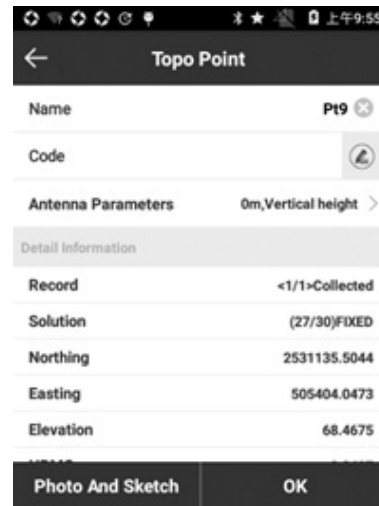 上午9:55
Topo Point
Name Pt9
Code
Antenna Parameters 0m,Vertical height
Detail Information
Record <1/1>Collected
Solution (27/30)FIXED
Northing 2531135.5044
Easting 505404.0473
Elevation 68.4675
Photo And Sketch OK